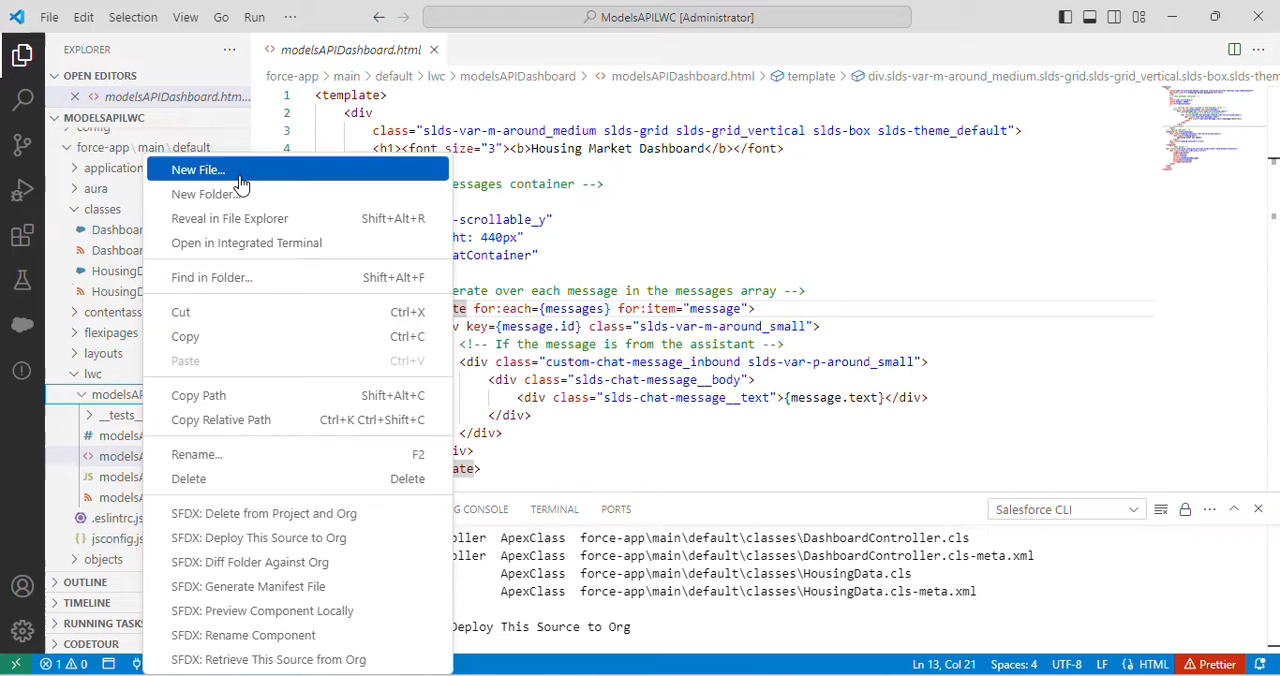 File Edit Selection View Go Run ··· ModelsAPILWC [Administrator]
EXPLORER ···
OPEN EDITORS
modelsAPIDashboard.htm...
MODELSAPILWC
config
force-app\main\default
application
aura
classes
Dashboar
Dashboar
HousingD
HousingD
contentass
flexipages
layouts
lwc
modelsAP
__tests__
modelsA
modelsA
modelsA
modelsA
.eslintrc.js
jsconfig.js
objects
OUTLINE
TIMELINE
RUNNING TASKS
CODETOUR
New File...
New Folder...
Reveal in File Explorer Shift+Alt+R
Open in Integrated Terminal
Find in Folder... Shift+Alt+F
Cut Ctrl+X
Copy Ctrl+C
Paste Ctrl+V
Copy Path Shift+Alt+C
Copy Relative Path Ctrl+K Ctrl+Shift+C
Rename... F2
Delete Delete
SFDX: Delete from Project and Org
SFDX: Deploy This Source to Org
SFDX: Diff Folder Against Org
SFDX: Generate Manifest File
SFDX: Preview Component Locally
SFDX: Rename Component
SFDX: Retrieve This Source from Org
modelsAPIDashboard.html
force-app > main > default > lwc > modelsAPIDashboard > modelsAPIDashboard.html > template > div.slds-var-m-around_medium.slds-grid.slds-grid_vertical.slds-box.slds-them
1 <template>
2 <div
3 class="slds-var-m-around_medium slds-grid slds-grid_vertical slds-box slds-theme_default">
4 <h1><font size="3"><b>Housing Market Dashboard</b></font>
messages container -->
-scrollable_y"
ht: 440px"
atContainer"
erate over each message in the messages array -->
te for:each={messages} for:item="message">
v key={message.id} class="slds-var-m-around_small">
<!-- If the message is from the assistant -->
<div class="custom-chat-message_inbound slds-var-p-around_small">
<div class="slds-chat-message__body">
<div class="slds-chat-message__text">{message.text}</div>
</div>
</div>
iv>
ate>
G CONSOLE TERMINAL PORTS Salesforce CLI ···
ller ApexClass force-app\main\default\classes\DashboardController.cls
ller ApexClass force-app\main\default\classes\DashboardController.cls-meta.xml
ApexClass force-app\main\default\classes\HousingData.cls
ApexClass force-app\main\default\classes\HousingData.cls-meta.xml
Deploy This Source to Org
1 0 Ln 13, Col 21 Spaces: 4 UTF-8 LF HTML Prettier